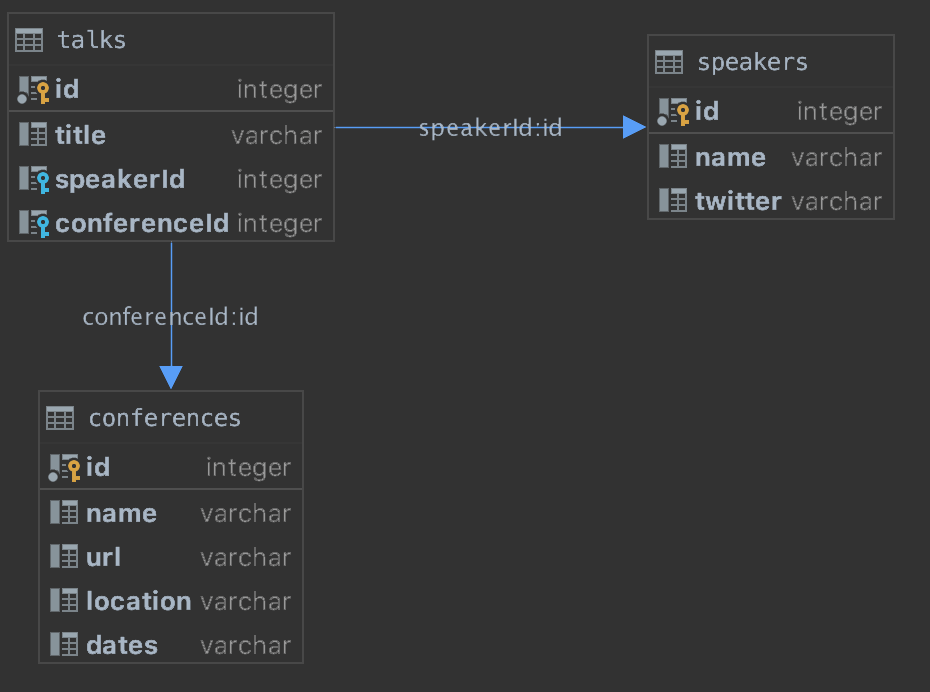 talks
id integer
title varchar
speakerId integer
conferenceId integer
speakerId:id
speakers
id integer
name varchar
twitter varchar
conferenceId:id
conferences
id integer
name varchar
url varchar
location varchar
dates varchar